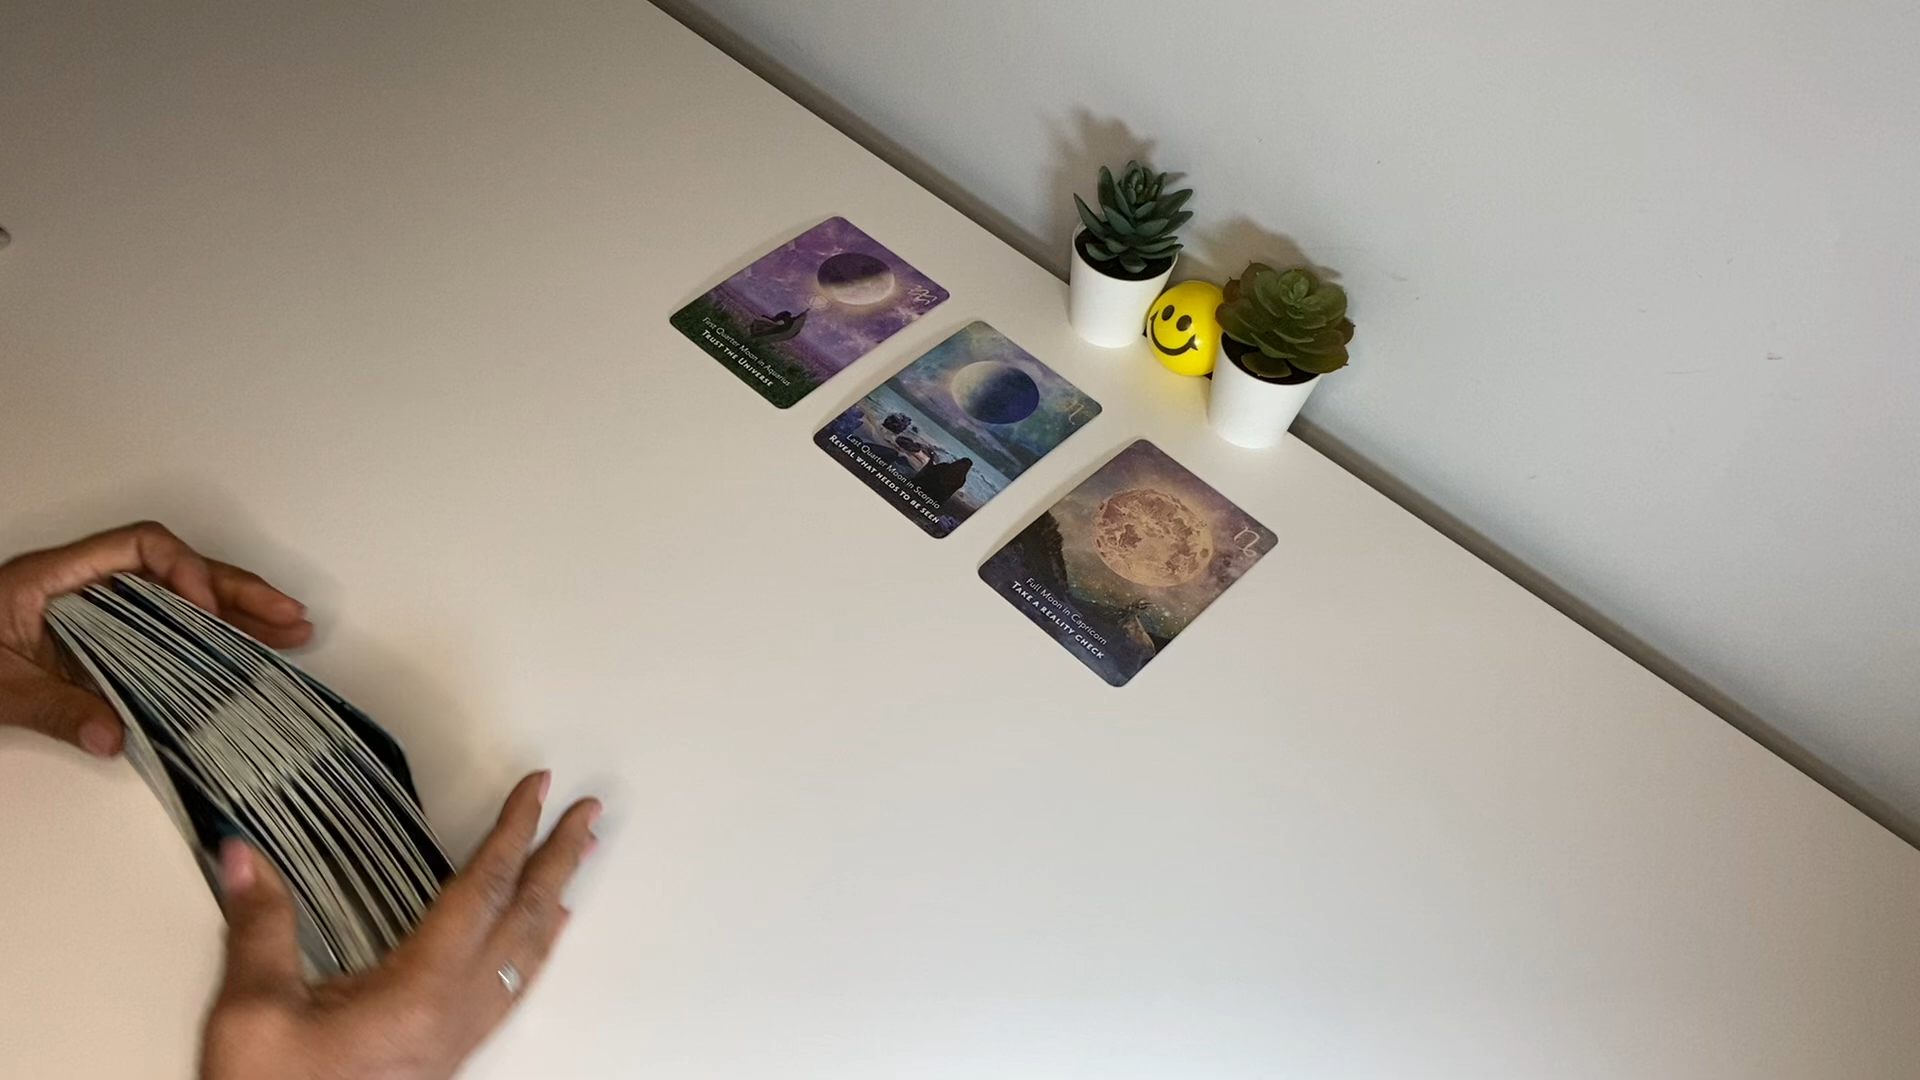 First Quarter Moon in Aquarius
TRUST THE UNIVERSE
Last Quarter Moon in Scorpio
REVEAL WHAT NEEDS TO BE SEEN
Full Moon in Capricorn
TAKE A REALITY CHECK